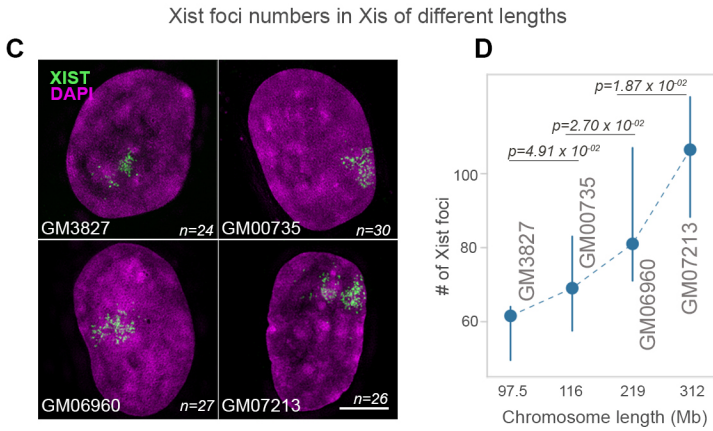 Xist foci numbers in Xis of different lengths
C
XIST
DAPI
GM3827
n=24
GM00735
n=30
GM06960
n=27
GM07213
n=26
D
p=1.87 x 10-02
p=2.70 x 10-02
p=4.91 x 10-02
# of Xist foci
100
80
60
GM3827
GM00735
GM06960
GM07213
97.5
116
219
312
Chromosome length (Mb)